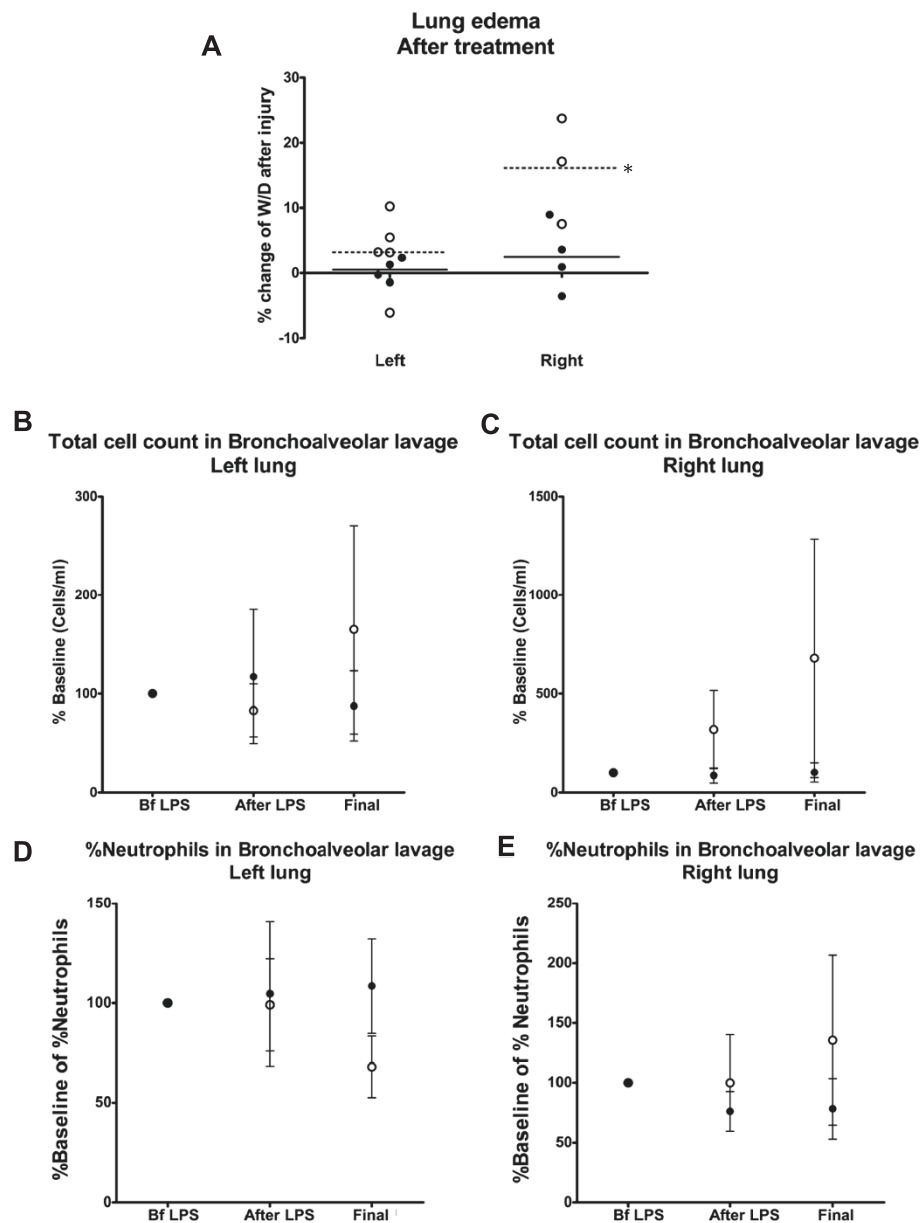 A
Lung edema
After treatment
% change of W/D after injury
30
20
10
0
-10
*
Left
Right
B
Total cell count in Bronchoalveolar lavage
Left lung
% Baseline (Cells/ml)
300
200
100
0
Bf LPS
After LPS
Final
C
Total cell count in Bronchoalveolar lavage
Right lung
% Baseline (Cells/ml)
1500
1000
500
0
Bf LPS
After LPS
Final
D
%Neutrophils in Bronchoalveolar lavage
Left lung
%Baseline of %Neutrophils
150
100
50
0
Bf LPS
After LPS
Final
E
%Neutrophils in Bronchoalveolar lavage
Right lung
%Baseline of % Neutrophils
250
200
150
100
50
0
Bf LPS
After LPS
Final